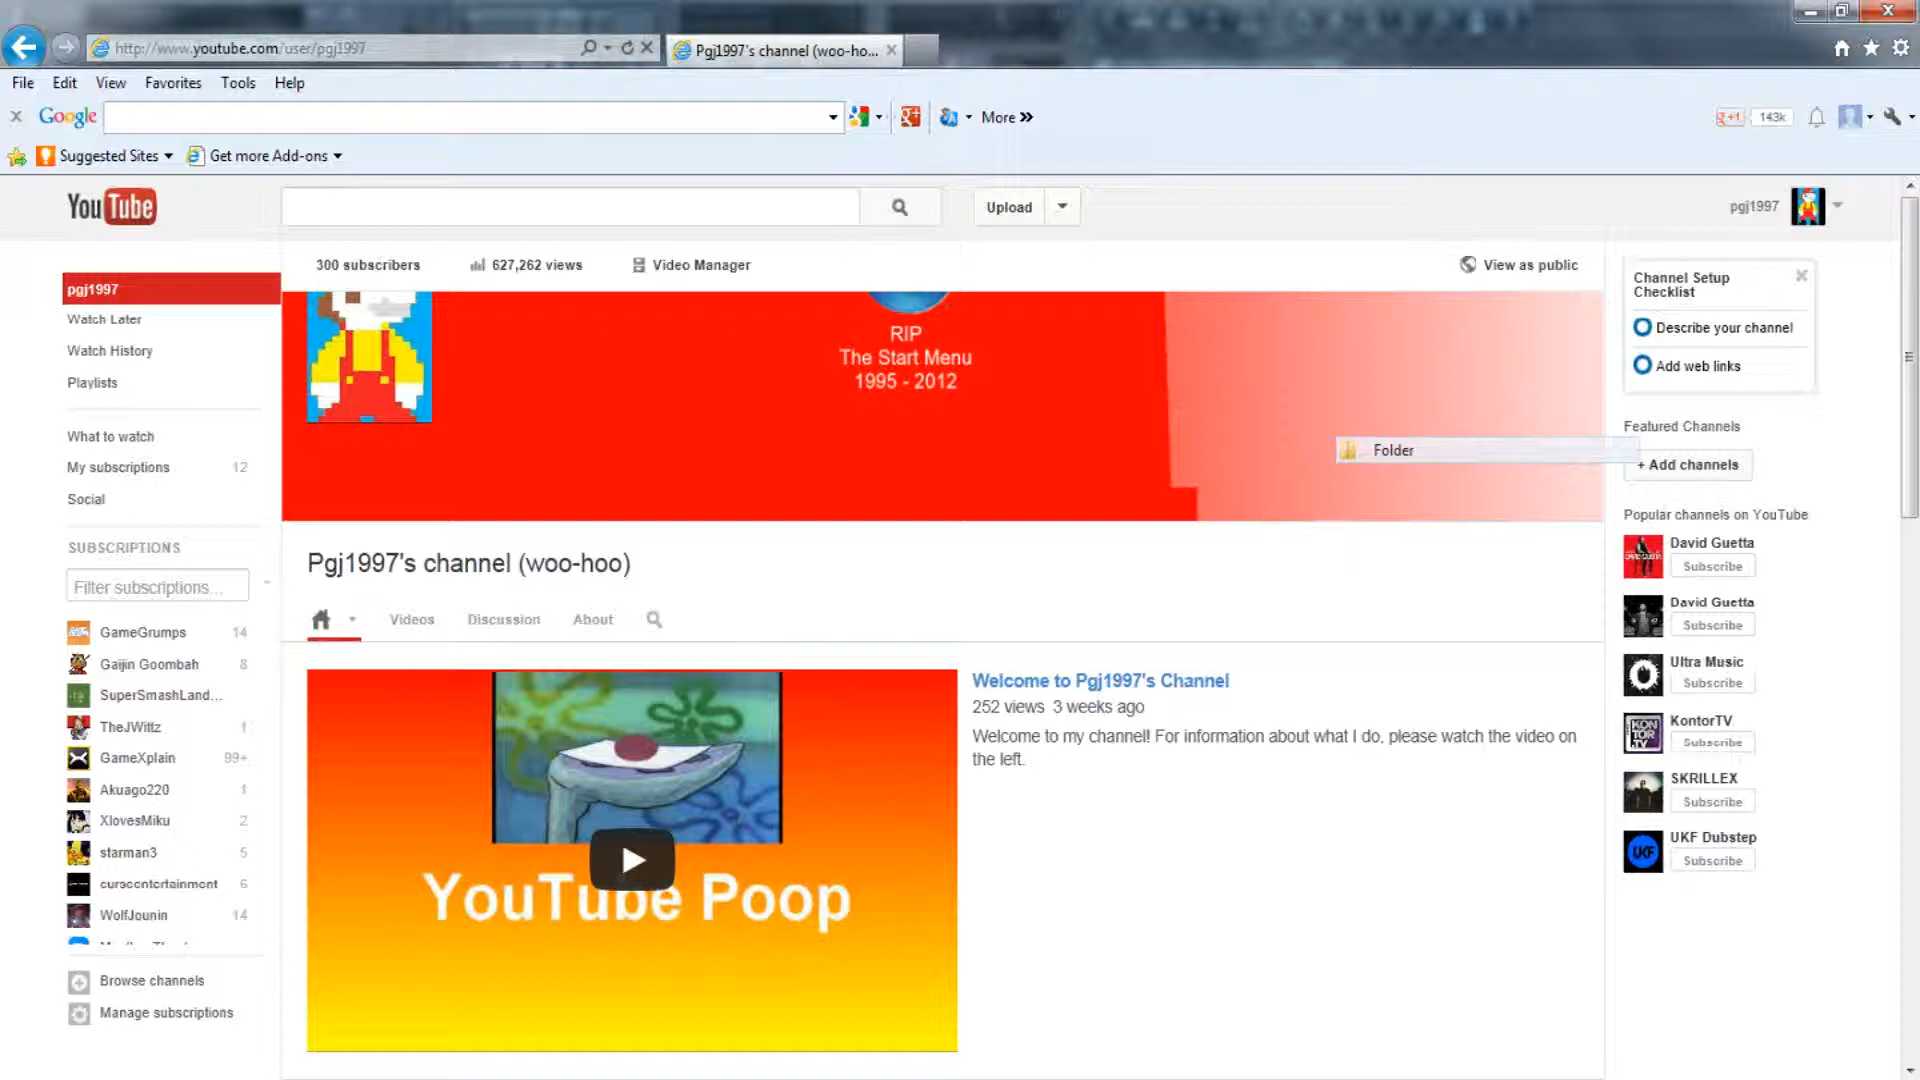 http://www.youtube.com/user/pgj1997
Pgj1997's channel (woo-ho...
File Edit View Favorites Tools Help
Google
More »
+1 143k
Suggested Sites Get more Add-ons
YouTube
Upload
pgj1997
300 subscribers 627,262 views Video Manager View as public
pgj1997
Watch Later
Watch History
Playlists
What to watch
My subscriptions 12
Social
SUBSCRIPTIONS
Filter subscriptions...
GameGrumps 14
Gaijin Goombah 8
SuperSmashLand...
TheJWittz 1
GameXplain 99+
Akuago220 1
XlovesMiku 2
starman3 5
cursoentertainment 6
WolfJounin 14
Browse channels
Manage subscriptions
RIP
The Start Menu
1995 - 2012
Folder
Pgj1997's channel (woo-hoo)
Videos Discussion About
YouTube Poop
Welcome to Pgj1997's Channel
252 views 3 weeks ago
Welcome to my channel! For information about what I do, please watch the video on
the left.
Channel Setup
Checklist
Describe your channel
Add web links
Featured Channels
+ Add channels
Popular channels on YouTube
David Guetta
Subscribe
David Guetta
Subscribe
Ultra Music
Subscribe
KONTOR TV
KontorTV
Subscribe
SKRILLEX
Subscribe
UKF
UKF Dubstep
Subscribe